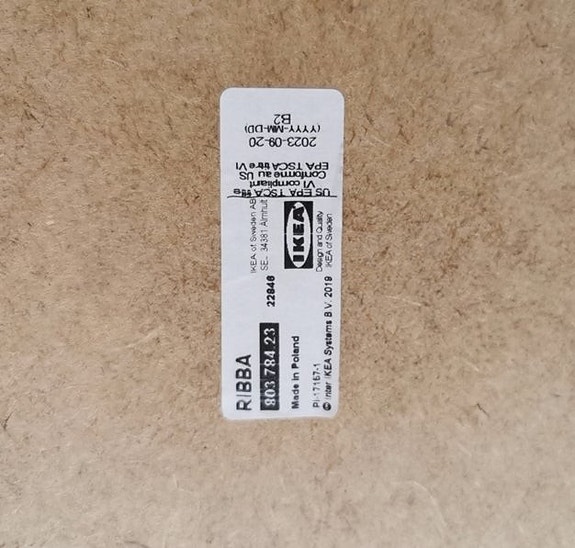 RIBBA
803.784.23
22846
Made in Poland
PI-17157-1
© Inter IKEA Systems B.V. 2019
IKEA of Sweden AB
SE- 34381 Älmhult
IKEA
Design and Quality
IKEA of Sweden
US EPA TSCA title
VI compliant
Conforme au US
EPA TSCA titre VI
2023-09-20
(YYYY-MM-DD)
B2